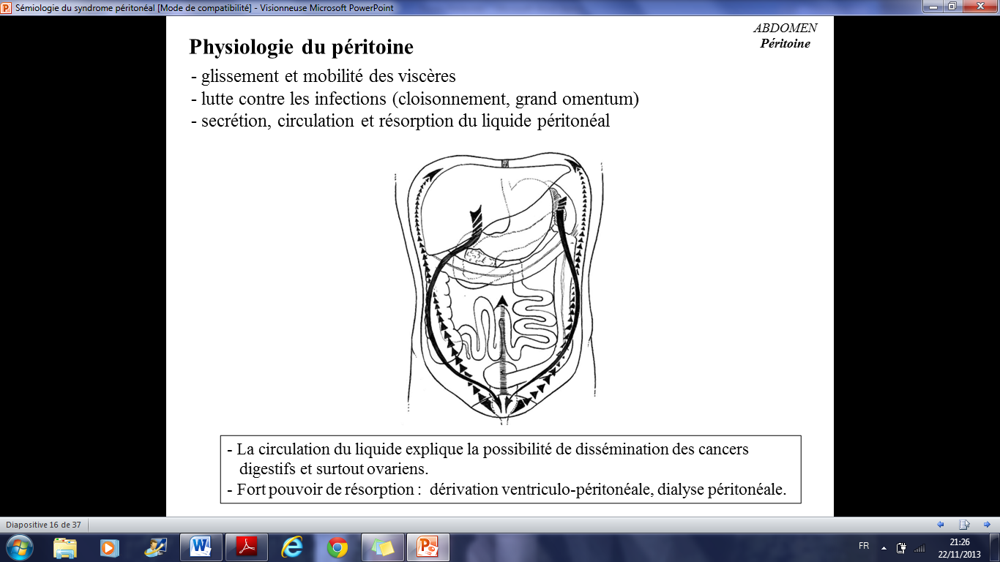 Sémiologie du syndrome péritonéal [Mode de compatibilité] - Visionneuse Microsoft PowerPoint
ABDOMEN
Péritoine
Physiologie du péritoine
- glissement et mobilité des viscères
- lutte contre les infections (cloisonnement, grand omentum)
- secrétion, circulation et résorption du liquide péritonéal
- La circulation du liquide explique la possibilité de dissémination des cancers
digestifs et surtout ovariens.
- Fort pouvoir de résorption : dérivation ventriculo-péritonéale, dialyse péritonéale.
Diapositive 16 de 37
FR
21:26
22/11/2013